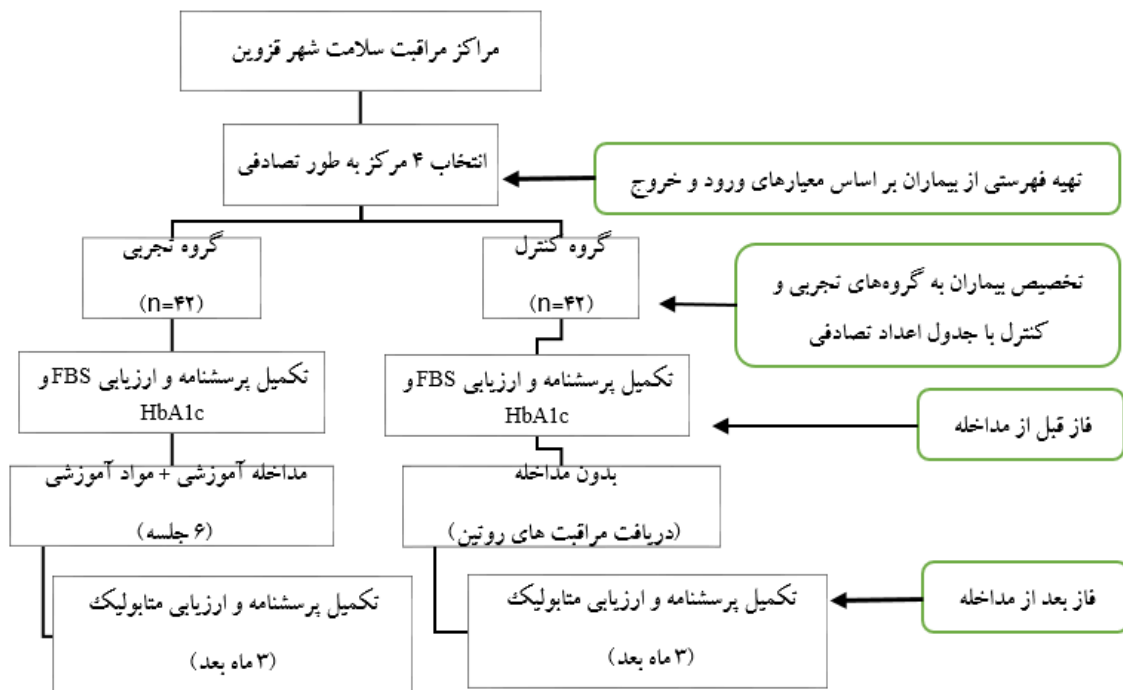 مراکز مراقبت سلامت شهر قزوین
انتخاب ۴ مرکز به طور تصادفی
تهیه فهرستی از بیماران بر اساس معیارهای ورود و خروج
گروه کنترل
(n=۴۲)
گروه تجربی
(n=۴۲)
تخصیص بیماران به گروه‌های تجربی و
کنترل با جدول اعداد تصادفی
تکمیل پرسشنامه و ارزیابی FBS و
HbA1c
تکمیل پرسشنامه و ارزیابی FBS و
HbA1c
فاز قبل از مداخله
بدون مداخله
(دریافت مراقبت های روتین)
مداخله آموزشی + مواد آموزشی
(۶ جلسه)
تکمیل پرسشنامه و ارزیابی متابولیک
(۳ ماه بعد)
تکمیل پرسشنامه و ارزیابی متابولیک
(۳ ماه بعد)
فاز بعد از مداخله